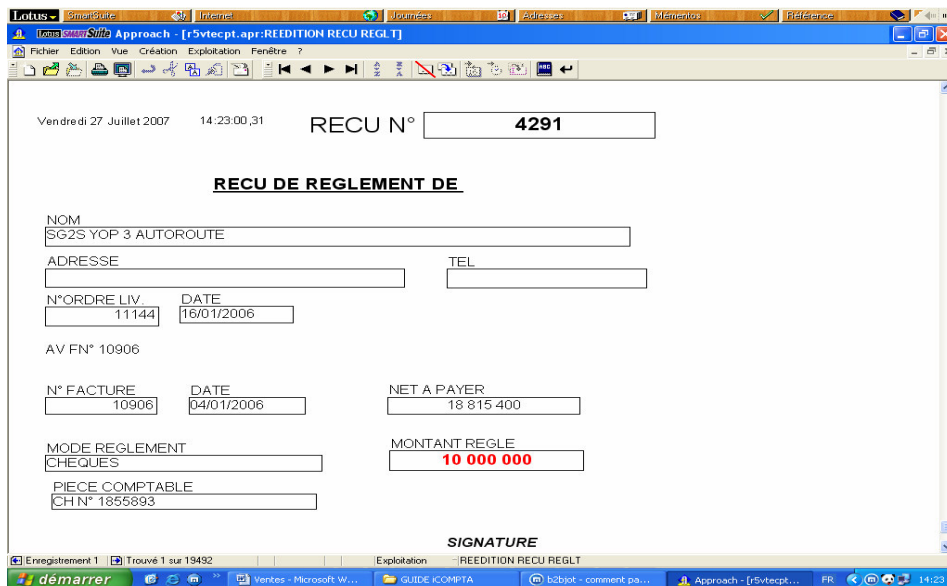 Lotus SmartSuite Internet Journées Adresses Mémentos Référence
Lotus SMARTSuite Approach - [r5vtecpt.apr:REEDITION RECU REGLT]
Fichier Edition Vue Création Exploitation Fenêtre ?
Vendredi 27 Juillet 2007 14:23:00,31 RECU N° 4291
RECU DE REGLEMENT DE
NOM
SG2S YOP 3 AUTOROUTE
ADRESSE TEL
N°ORDRE LIV. DATE
11144 16/01/2006
AV FN° 10906
N° FACTURE DATE NET A PAYER
10906 04/01/2006 18 815 400
MODE REGLEMENT MONTANT REGLE
CHEQUES 10 000 000
PIECE COMPTABLE
CH N° 1855893
SIGNATURE
Enregistrement 1 Trouvé 1 sur 19492 Exploitation REEDITION RECU REGLT
démarrer Ventes - Microsoft W... GUIDE iCOMPTA b2bjot - comment pa... Approach - [r5vtecpt... FR 14:23